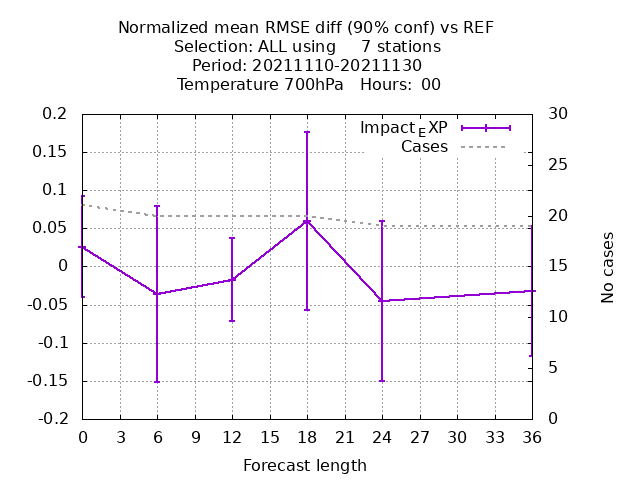 Normalized mean RMSE diff (90% conf) vs REF
Selection: ALL using     7 stations
Period: 20211110-20211130
Temperature 700hPa   Hours:  00
0.2
0.15
0.1
0.05
0
-0.05
-0.1
-0.15
-0.2
Impact_EXP
Cases
30
25
20
15
10
5
0
No cases
0 3 6 9 12 15 18 21 24 27 30 33 36
Forecast length